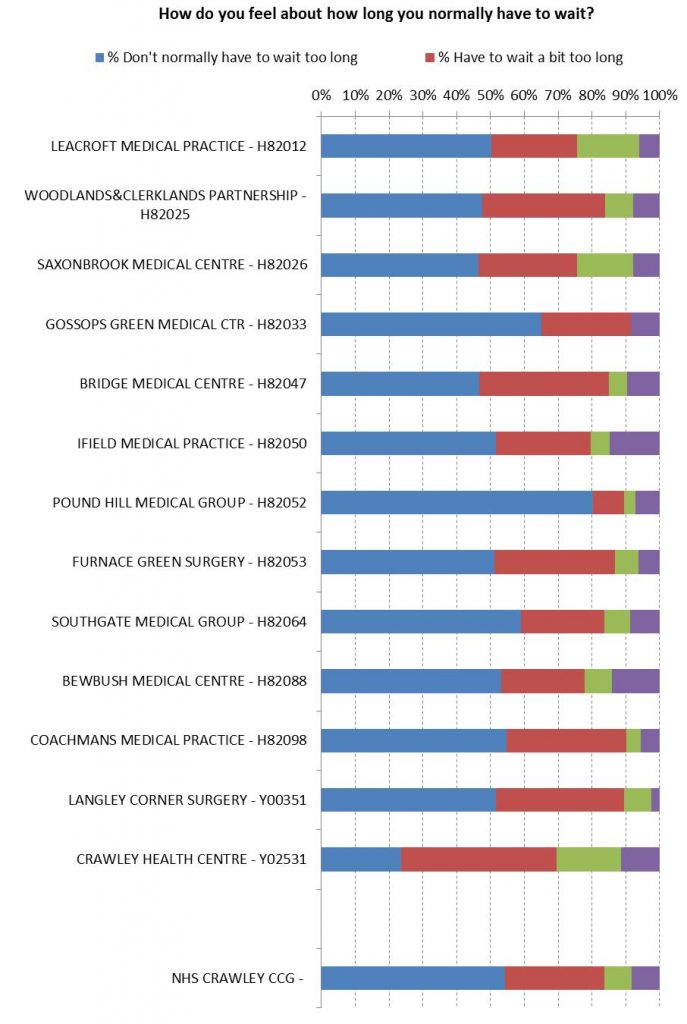 How do you feel about how long you normally have to wait?
% Don't normally have to wait too long % Have to wait a bit too long
0% 10% 20% 30% 40% 50% 60% 70% 80% 90% 100%
LEACROFT MEDICAL PRACTICE - H82012
WOODLANDS&CLERKLANDS PARTNERSHIP -
H82025
SAXONBROOK MEDICAL CENTRE - H82026
GOSSOPS GREEN MEDICAL CTR - H82033
BRIDGE MEDICAL CENTRE - H82047
IFIELD MEDICAL PRACTICE - H82050
POUND HILL MEDICAL GROUP - H82052
FURNACE GREEN SURGERY - H82053
SOUTHGATE MEDICAL GROUP - H82064
BEWBUSH MEDICAL CENTRE - H82088
COACHMANS MEDICAL PRACTICE - H82098
LANGLEY CORNER SURGERY - Y00351
CRAWLEY HEALTH CENTRE - Y02531
NHS CRAWLEY CCG -